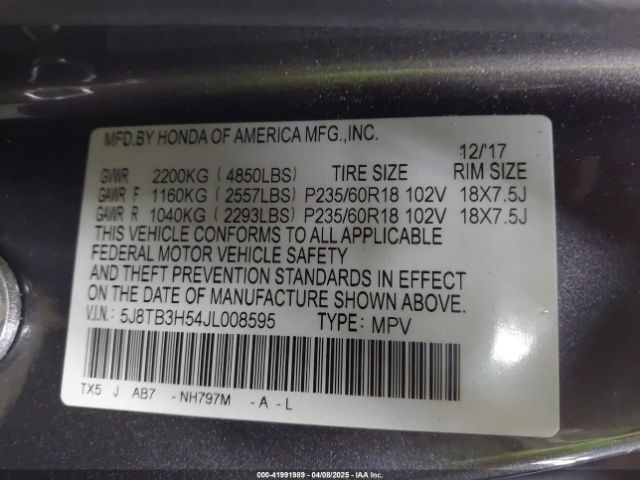 MFD.BY HONDA OF AMERICA MFG.,INC.
12/'17
GVWR 2200KG ( 4850LBS) TIRE SIZE RIM SIZE
GAWR F 1160KG ( 2557LBS) P235/60R18 102V 18X7.5J
GAWR R 1040KG ( 2293LBS) P235/60R18 102V 18X7.5J
THIS VEHICLE CONFORMS TO ALL APPLICABLE
FEDERAL MOTOR VEHICLE SAFETY
AND THEFT PREVENTION STANDARDS IN EFFECT
ON THE DATE OF MANUFACTURE SHOWN ABOVE.
V.I.N.: 5J8TB3H54JL008595 TYPE: MPV
TX5 J AB7 - NH797M - A - L
000-41991989 | 04/08/2025 - IAA Inc.